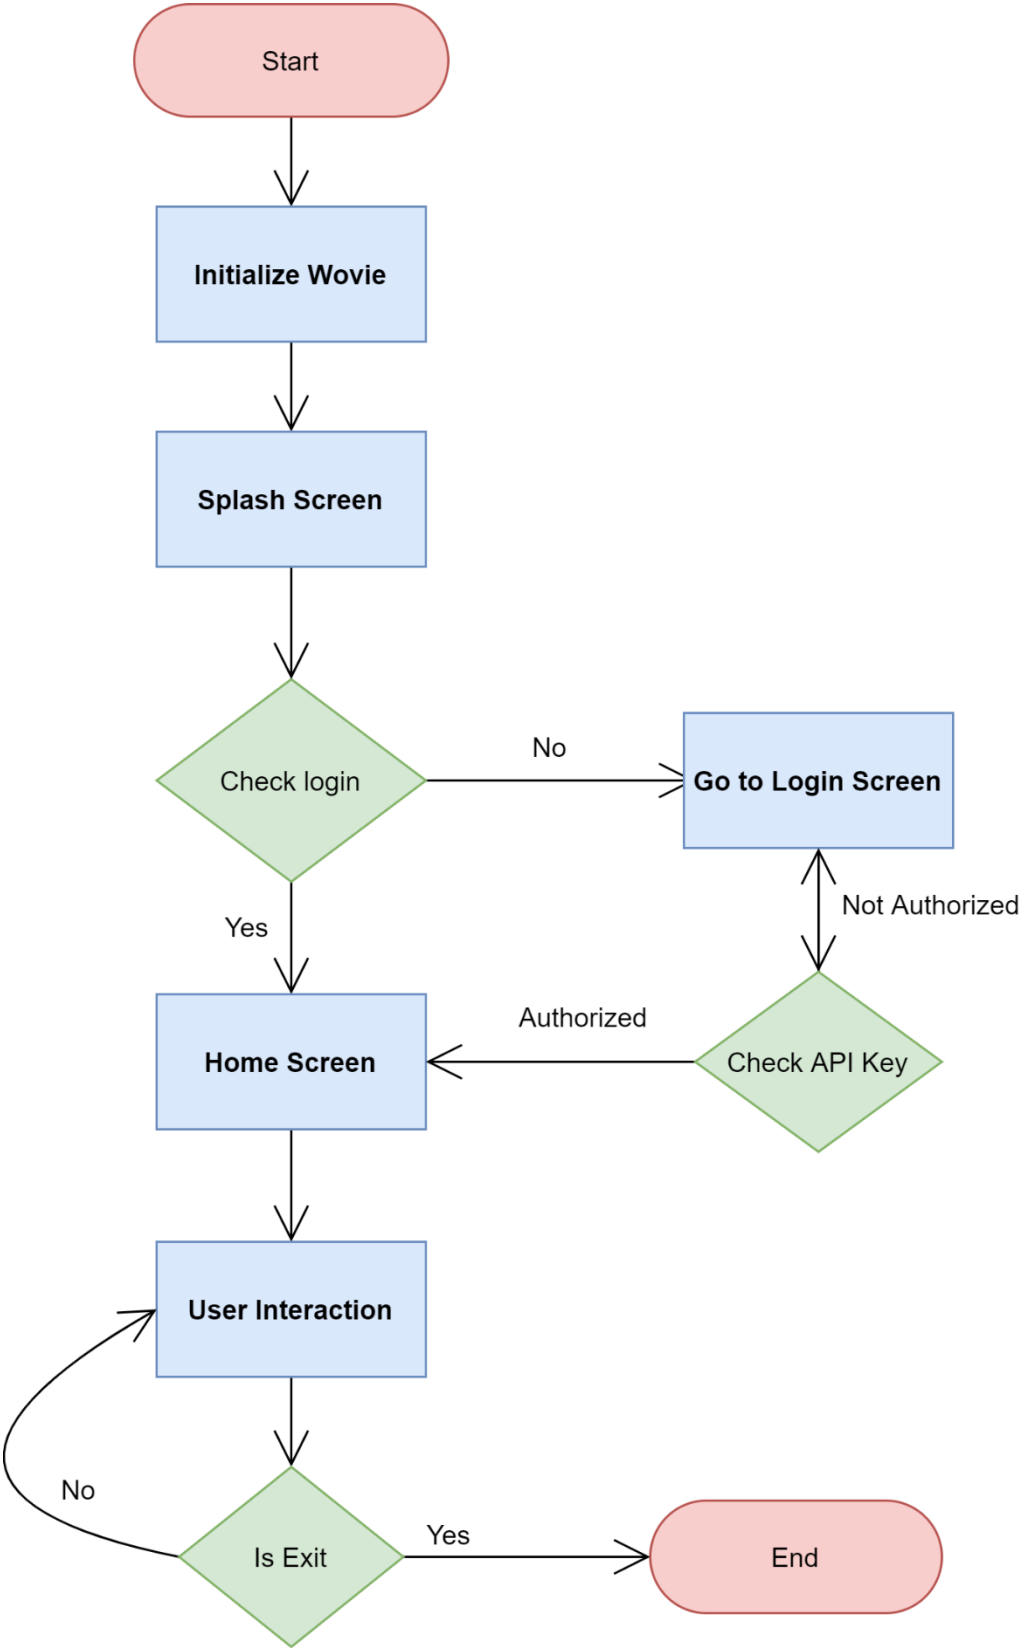 Start
Initialize Wovie
Splash Screen
Check login
No
Go to Login Screen
Not Authorized
Yes
Authorized
Home Screen
Check API Key
User Interaction
No
Is Exit
Yes
End